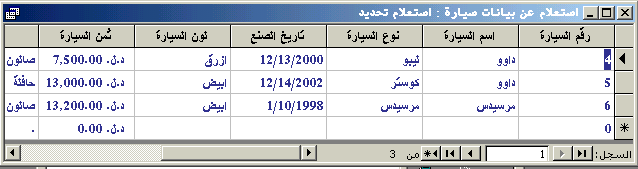 استعلام عن بيانات سيارة : استعلام تحديد
رقم السيارة اسم السيارة نوع السيارة تاريخ الصنع لون السيارة ثمن السيارة
4 داوو ثيبو 12/13/2000 ازرق د.ن. 7,500.00 صالون
5 داوو كوستر 12/14/2002 ابيض د.ن. 13,000.00 حافلة
6 مرسيدس مرسيدس 1/10/1998 ابيض د.ن. 13,200.00 صالون
0 د.ن. 0.00 .
السجل: 1 من 3